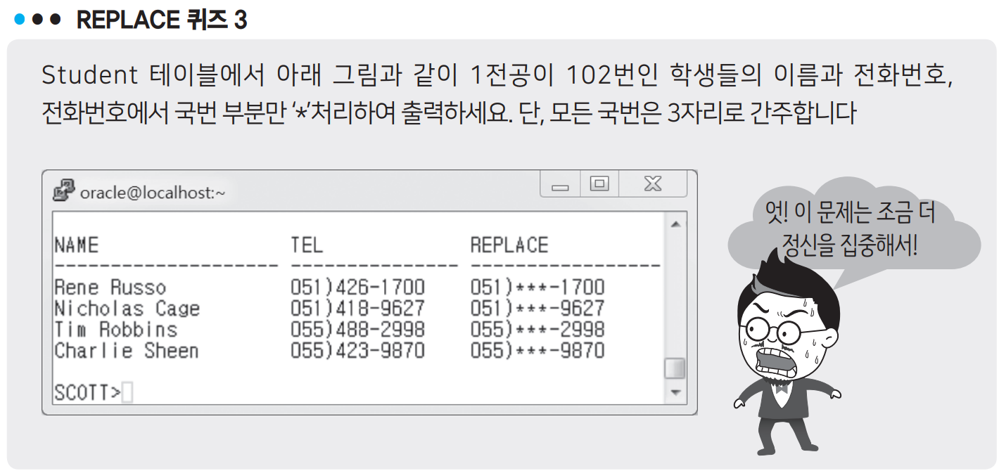 REPLACE 퀴즈 3
Student 테이블에서 아래 그림과 같이 1전공이 102번인 학생들의 이름과 전화번호,
전화번호에서 국번 부분만 ‘*’처리하여 출력하세요. 단, 모든 국번은 3자리로 간주합니다
oracle@localhost:~
엇! 이 문제는 조금 더
정신을 집중해서!
NAME TEL REPLACE
-------------------- --------------- -----------------
Rene Russo 051)426-1700 051)***-1700
Nicholas Cage 051)418-9627 051)***-9627
Tim Robbins 055)488-2998 055)***-2998
Charlie Sheen 055)423-9870 055)***-9870
SCOTT>